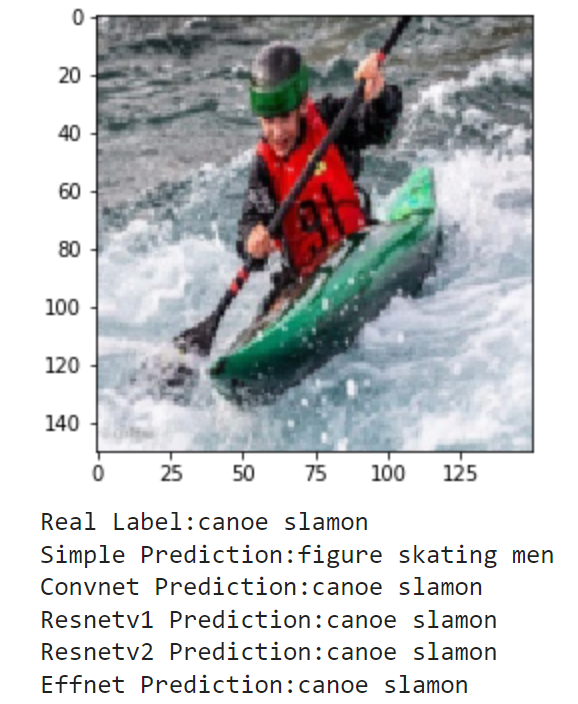 0
20
40
60
80
100
120
140
91
0 25 50 75 100 125
Real Label:canoe slamon
Simple Prediction:figure skating men
Convnet Prediction:canoe slamon
Resnetv1 Prediction:canoe slamon
Resnetv2 Prediction:canoe slamon
Effnet Prediction:canoe slamon